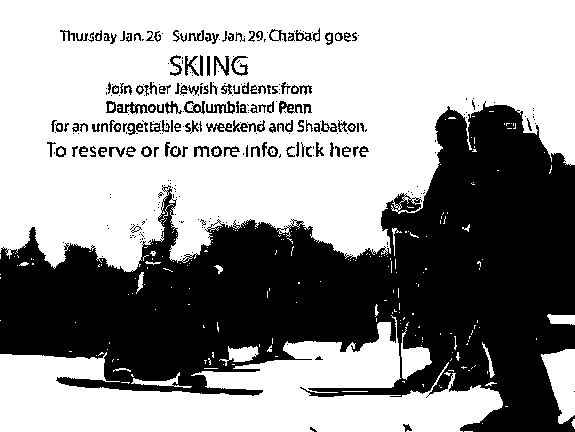 Thursday Jan. 26 Sunday Jan. 29, Chabad goes
SKIING
Join other Jewish students from
Dartmouth, Columbia and Penn
for an unforgettable ski weekend and Shabatton.
To reserve or for more info, click here